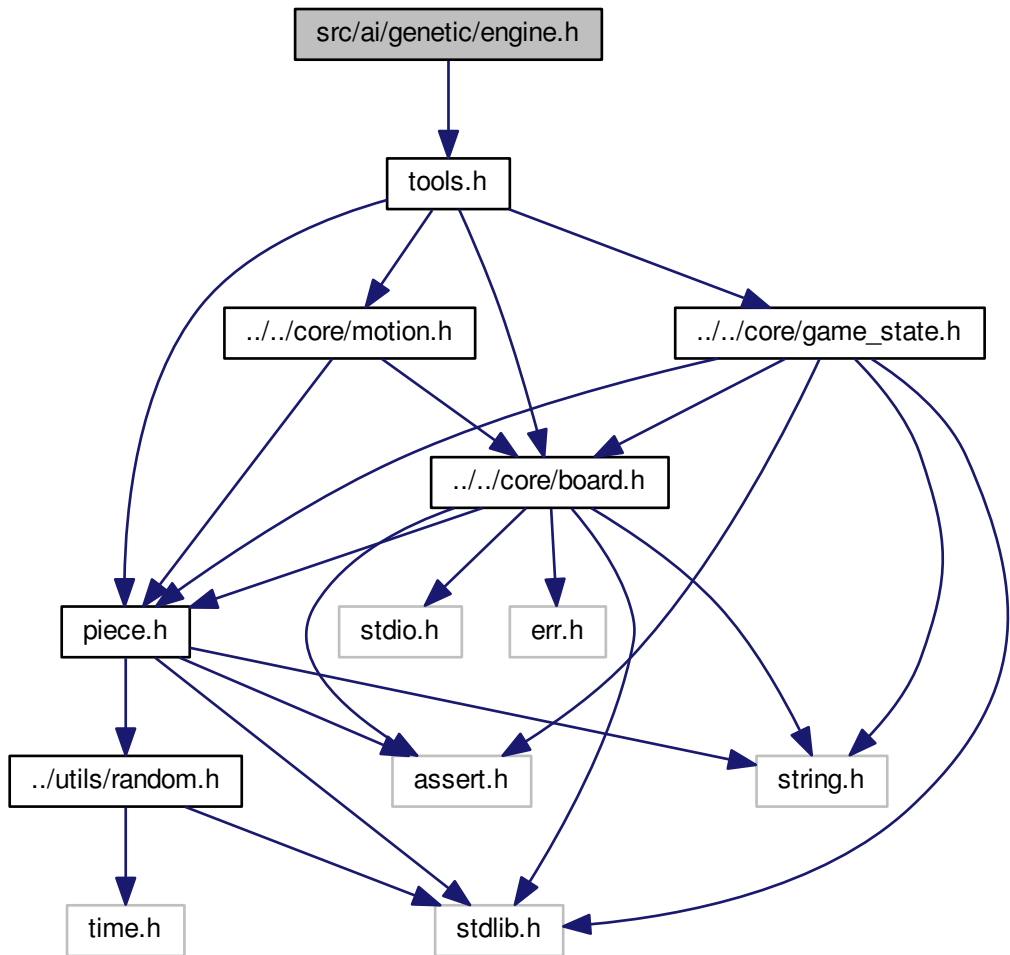 src/ai/genetic/engine.h
tools.h
../../core/motion.h
../../core/game_state.h
../../core/board.h
piece.h
stdio.h
err.h
../utils/random.h
assert.h
string.h
time.h
stdlib.h